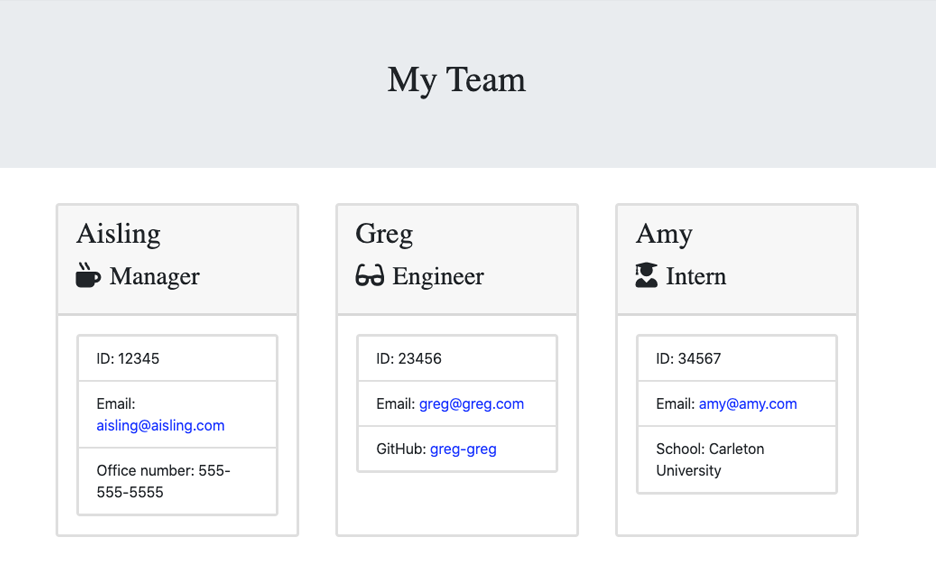 My Team
Aisling
Manager
ID: 12345
Email:
aisling@aisling.com
Office number: 555-
555-5555
Greg
Engineer
ID: 23456
Email: greg@greg.com
GitHub: greg-greg
Amy
Intern
ID: 34567
Email: amy@amy.com
School: Carleton
University